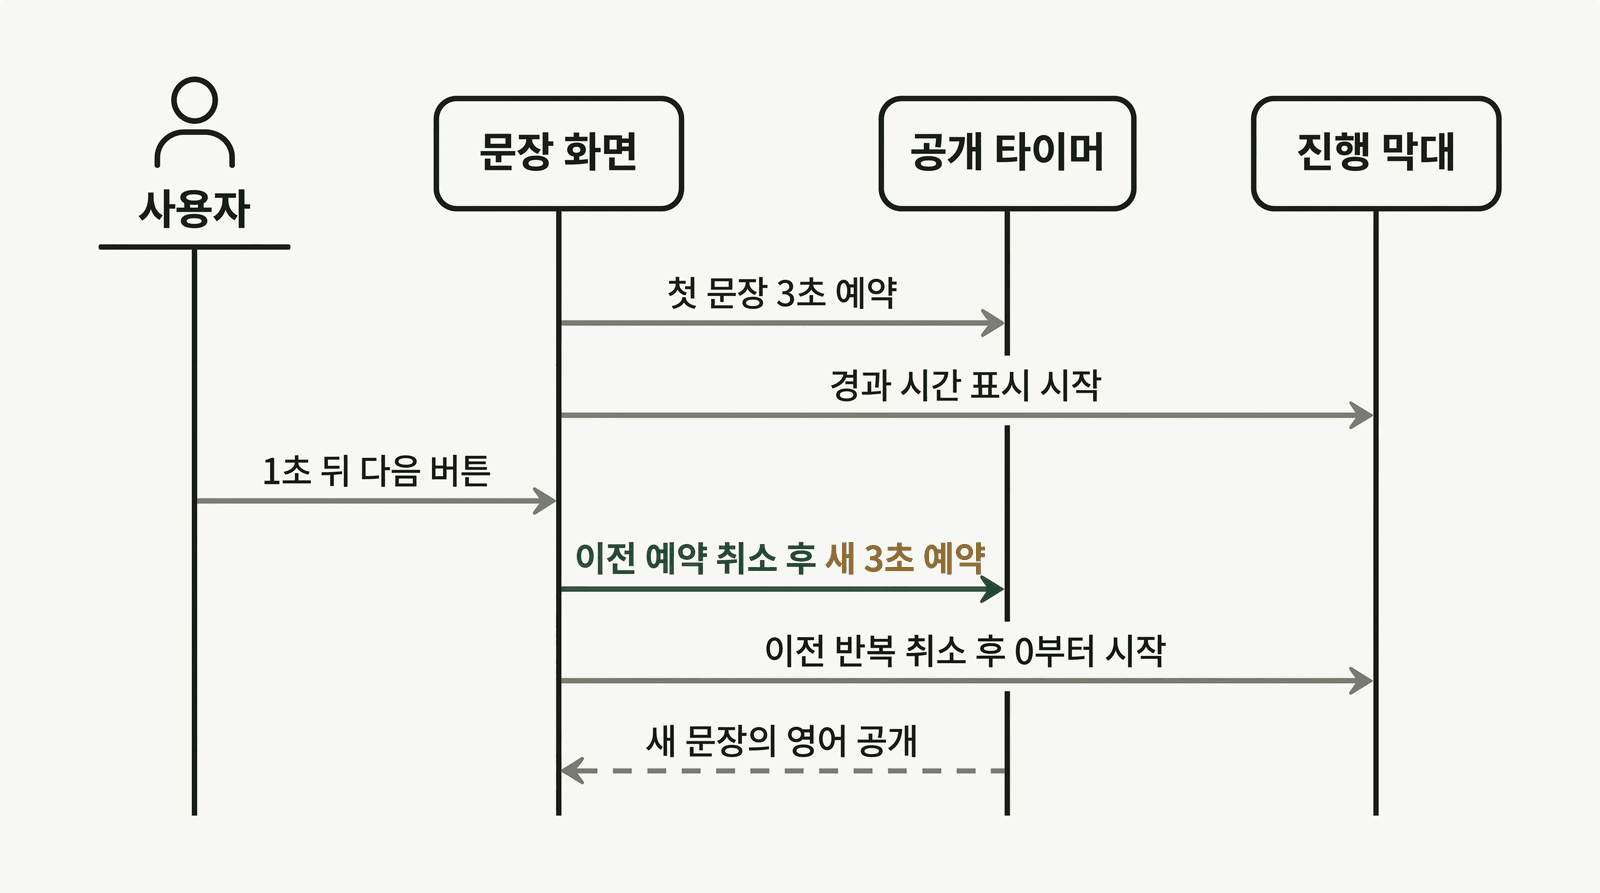 사용자
문장 화면
공개 타이머
진행 막대
첫 문장 3초 예약
경과 시간 표시 시작
1초 뒤 다음 버튼
이전 예약 취소 후 새 3초 예약
이전 반복 취소 후 0부터 시작
새 문장의 영어 공개